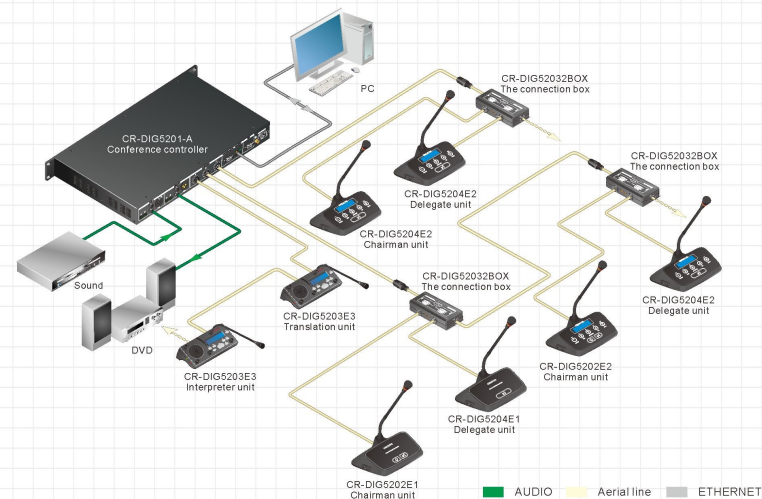 CR-DIG52032BOX
The connection box
PC
CR-DIG5201-A
Conference controller
CR-DIG52032BOX
The connection box
CR-DIG5204E2
Delegate unit
CR-DIG5204E2
Chairman unit
CR-DIG52032BOX
The connection box
Sound
CR-DIG5204E2
Delegate unit
CR-DIG5203E3
Translation unit
DVD
CR-DIG5203E3
Interpreter unit
CR-DIG5202E2
Chairman unit
CR-DIG5204E1
Delegate unit
CR-DIG5202E1
Chairman unit
AUDIO
Aerial line
ETHERNET